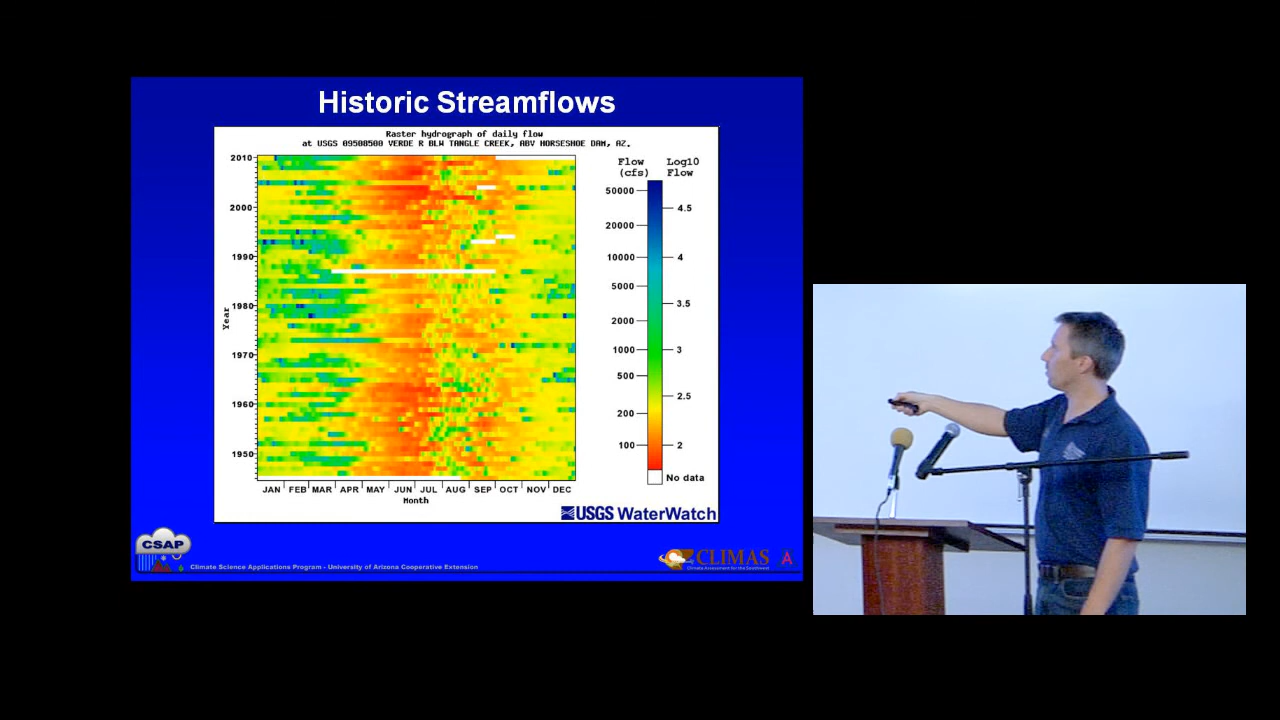 Historic Streamflows
Raster hydrograph of daily flow
at USGS 09508500 VERDE R BLW TANGLE CREEK, ABV HORSESHOE DAM, AZ.
Flow (cfs)
Log10 Flow
2010
2000
1990
1980
1970
1960
1950
Year
50000
20000
10000
5000
2000
1000
500
200
100
4.5
4
3.5
3
2.5
2
No data
JAN FEB MAR APR MAY JUN JUL AUG SEP OCT NOV DEC
Month
USGS WaterWatch
CSAP
Climate Science Applications Program - University of Arizona Cooperative Extension
CLIMAS
Climate Assessment for the Southwest
A